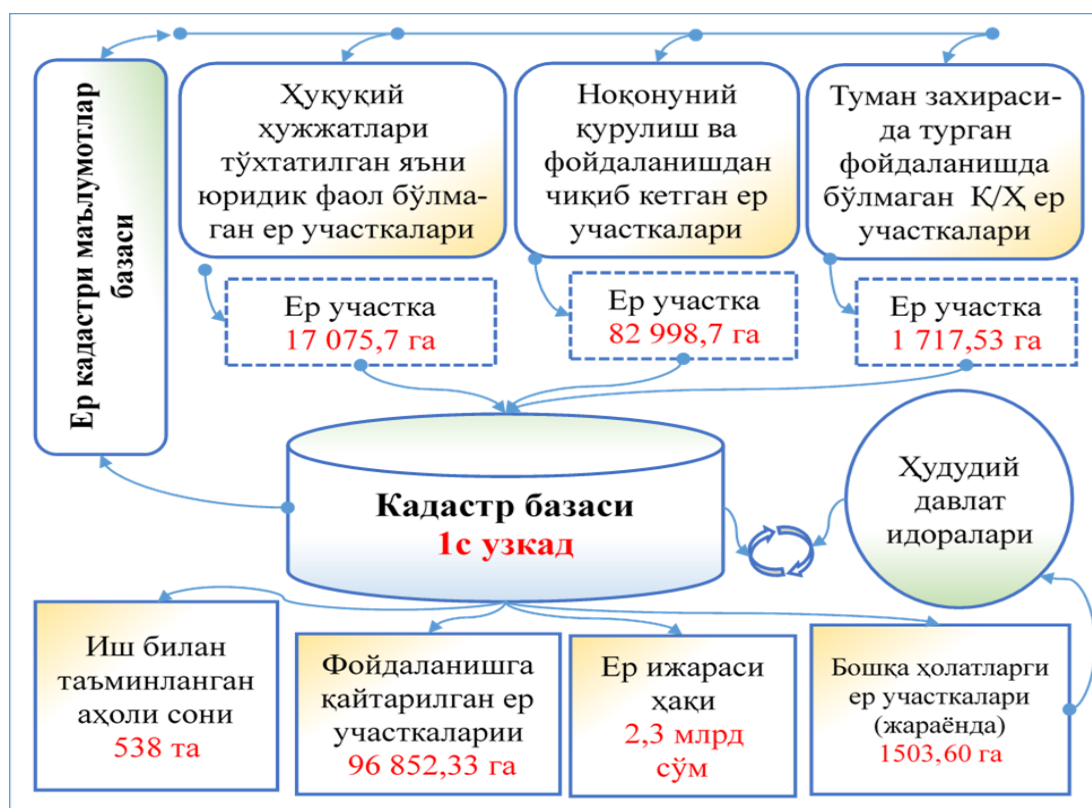 Ер кадастри маълумотлар
базаси
Ҳуқуқий
ҳужжатлари
тўхтатилган яъни
юридик фаол бўлма-
ган ер участкалари
Ноқонуний
қурулиш ва
фойдаланишдан
чиқиб кетган ер
участкалари
Туман захираси-
да турган
фойдаланишда
бўлмаган Қ/Ҳ ер
участкалари
Ер участка
17 075,7 га
Ер участка
82 998,7 га
Ер участка
1 717,53 га
Кадастр базаси
1с узкад
Ҳудудий
давлат
идоралари
Иш билан
таъминланган
аҳоли сони
538 та
Фойдаланишга
қайтарилган ер
участкаларии
96 852,33 га
Ер ижараси
ҳақи
2,3 млрд
сўм
Бошқа ҳолатларги
ер участкалари
(жараёнда)
1503,60 га